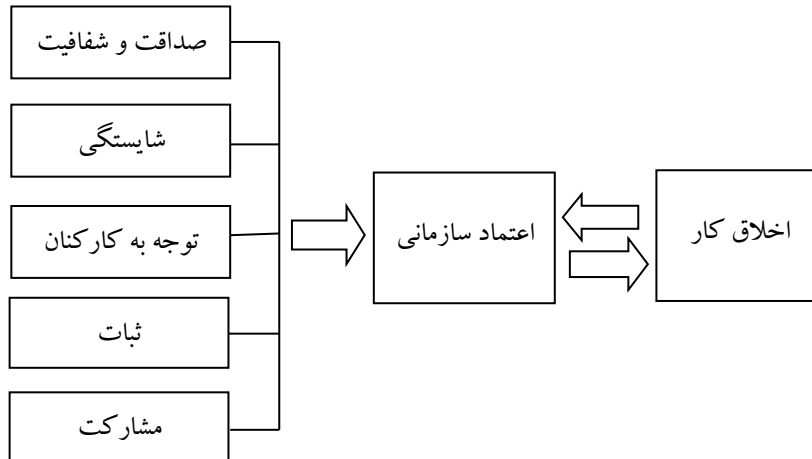 صداقت و شفافیت
شایستگی
توجه به کارکنان
ثبات
مشارکت
اعتماد سازمانی
اخلاق کار